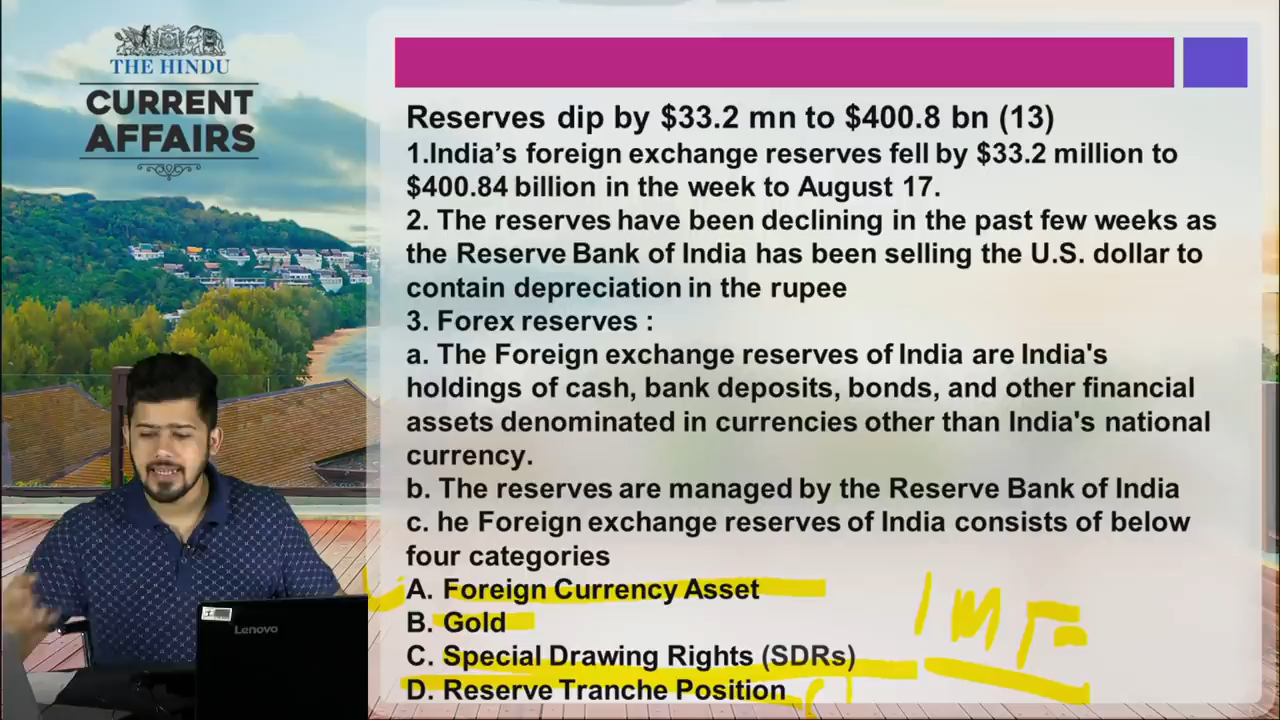 THE HINDU
CURRENT
AFFAIRS
Reserves dip by $33.2 mn to $400.8 bn (13)
1.India's foreign exchange reserves fell by $33.2 million to
$400.84 billion in the week to August 17.
2. The reserves have been declining in the past few weeks as
the Reserve Bank of India has been selling the U.S. dollar to
contain depreciation in the rupee
3. Forex reserves :
a. The Foreign exchange reserves of India are India's
holdings of cash, bank deposits, bonds, and other financial
assets denominated in currencies other than India's national
currency.
b. The reserves are managed by the Reserve Bank of India
c. he Foreign exchange reserves of India consists of below
four categories
A. Foreign Currency Asset
B. Gold
C. Special Drawing Rights (SDRs)
D. Reserve Tranche Position
IMF
Lenovo